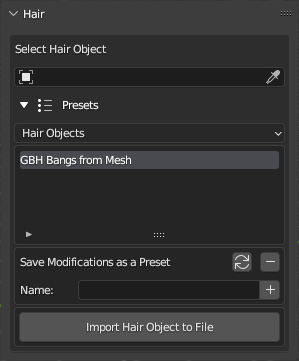 Hair
Select Hair Object
Presets
Hair Objects
GBH Bangs from Mesh
Save Modifications as a Preset
Name:
Import Hair Object to File